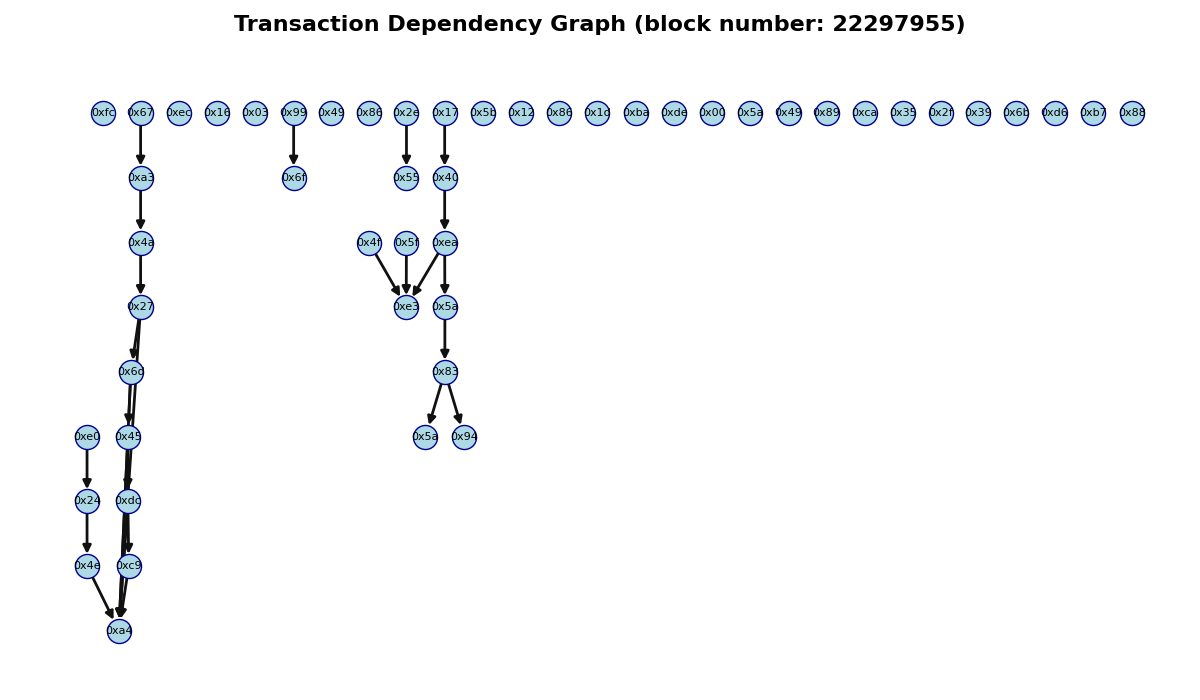 Transaction Dependency Graph (block number: 22297955)
0xfc 0x67 0xec 0x16 0x03 0x99 0x49 0x86 0x2e 0x17 0x5b 0x12 0x86 0x1d 0xba 0xde 0x00 0x5a 0x49 0x89 0xca 0x35 0x2f 0x39 0x6b 0xd6 0xb7 0x88
0xa3 0x6f 0x55 0x40
0x4a 0x4f 0x5f 0xea
0x27 0xe3 0x5a
0x6d 0x83
0xe0 0x45 0x5a 0x94
0x24 0xdc
0x4e 0xc9
0xa4